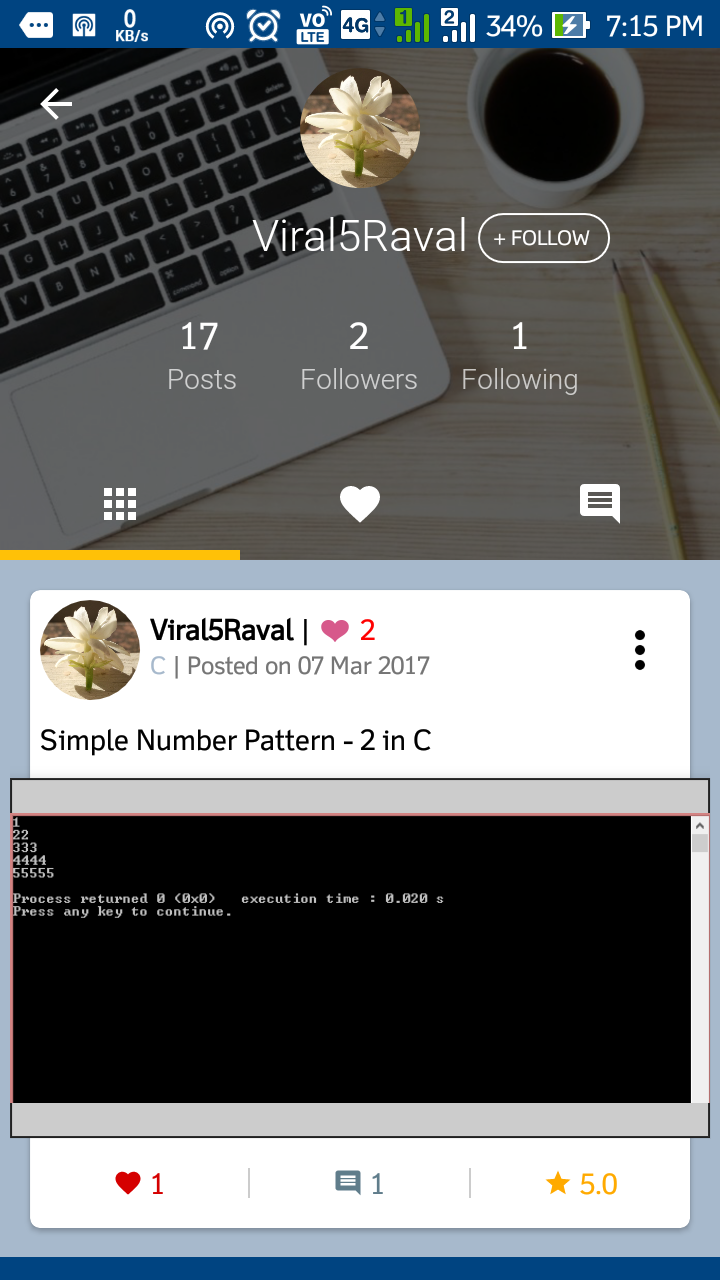 0 KB/s VO LTE 4G 1 2 34% 7:15 PM
Viral5Raval + FOLLOW
17 2 1
Posts Followers Following
Viral5Raval | 2
C | Posted on 07 Mar 2017
Simple Number Pattern - 2 in C
1
22
333
4444
55555
Process returned 0 (0x0) execution time : 0.020 s
Press any key to continue.
1 1 5.0